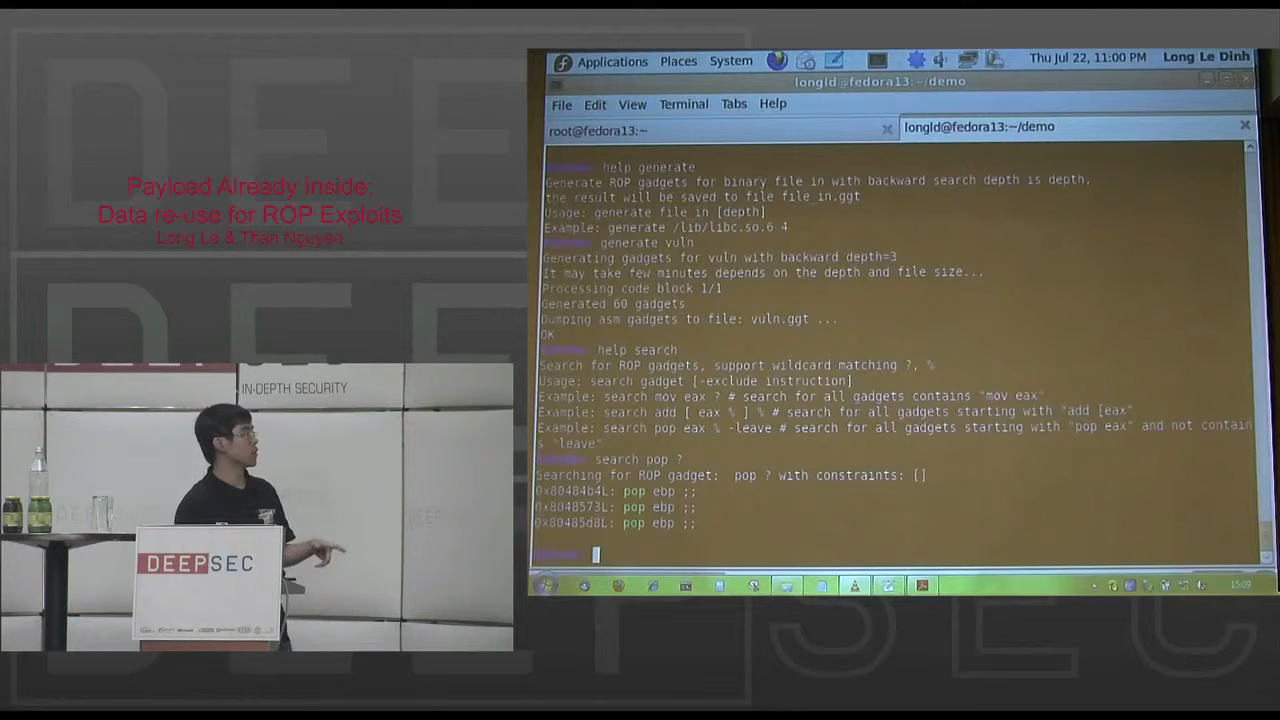 Payload Already Inside:
Data re-use for ROP Exploits
Long Le & Than Nguyen
IN-DEPTH SECURITY
DEEPSEC
Applications Places System
Thu Jul 22, 11:00 PM Long Le Dinh
longld@fedora13:~/demo
File Edit View Terminal Tabs Help
root@fedora13:~
longld@fedora13:~/demo
help generate
Generate ROP gadgets for binary file in with backward search depth is depth,
the result will be saved to file file_in.ggt
Usage: generate file in [depth]
Example: generate /lib/libc.so.6 4
generate vuln
Generating gadgets for vuln with backward depth=3
It may take few minutes depends on the depth and file size...
Processing code block 1/1
Generated 60 gadgets
Dumping asm gadgets to file: vuln.ggt ...
OK
help search
Search for ROP gadgets, support wildcard matching ?, %
Usage: search gadget [-exclude instruction]
Example: search mov eax ? # search for all gadgets contains "mov eax"
Example: search add [ eax % ] % # search for all gadgets starting with "add [eax"
Example: search pop eax % -leave # search for all gadgets starting with "pop eax" and not contain
s "leave"
search pop ?
Searching for ROP gadget:  pop ? with constraints: []
0x80484b4L: pop ebp ;;
0x8048573L: pop ebp ;;
0x80485d8L: pop ebp ;;
15:09